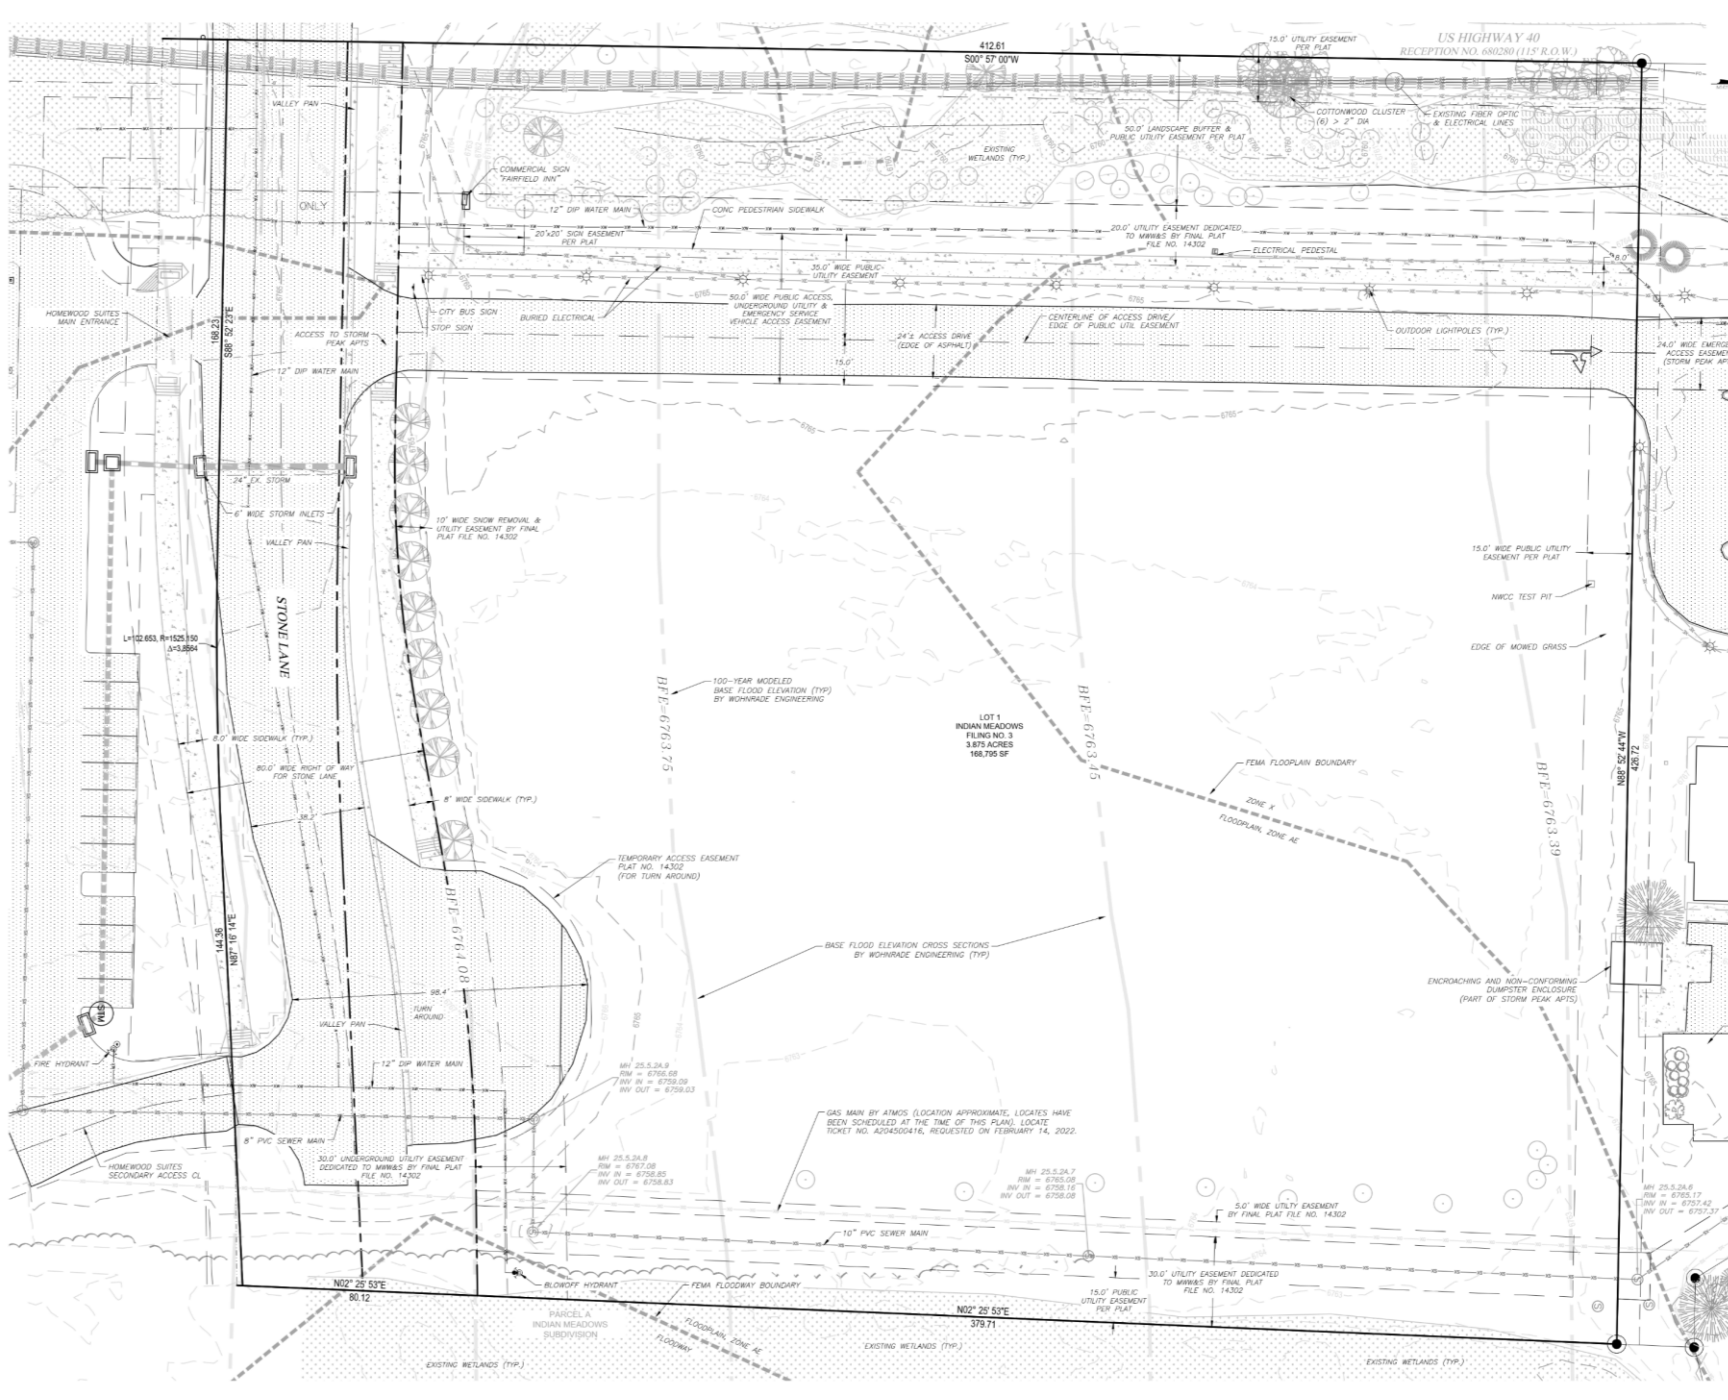 412.61
S00° 57' 00"W
15.0' UTILITY EASEMENT
PER PLAT
US HIGHWAY 40
RECEPTION NO. 680280 (115' R.O.W.)
VALLEY PAN
COTTONWOOD CLUSTER
(6) > 2" DIA
EXISTING FIBER OPTIC
& ELECTRICAL LINES
50.0' LANDSCAPE BUFFER &
PUBLIC UTILITY EASEMENT PER PLAT
EXISTING
WETLANDS (TYP.)
COMMERCIAL SIGN
"FAIRFIELD INN"
ONLY
12" DIP WATER MAIN
CONC PEDESTRIAN SIDEWALK
20'x20' SIGN EASEMENT
PER PLAT
20.0' UTILITY EASEMENT DEDICATED
TO MWW&S BY FINAL PLAT
FILE NO. 14302
ELECTRICAL PEDESTAL
8.0'
35.0' WIDE PUBLIC
UTILITY EASEMENT
50.0' WIDE PUBLIC ACCESS,
UNDERGROUND UTILITY &
EMERGENCY SERVICE
VEHICLE ACCESS EASEMENT
6765
6765
HOMEWOOD SUITES
MAIN ENTRANCE
168.23
S88° 52' 23"E
CITY BUS SIGN
STOP SIGN
BURIED ELECTRICAL
ACCESS TO STORM
PEAK APTS
CENTERLINE OF ACCESS DRIVE/
EDGE OF PUBLIC UTIL EASEMENT
OUTDOOR LIGHTPOLES (TYP.)
24'± ACCESS DRIVE
(EDGE OF ASPHALT)
15.0'
24.0' WIDE EMERGE
ACCESS EASEMEN
(STORM PEAK APT
12" DIP WATER MAIN
6765
6765
24" EX. STORM
6' WIDE STORM INLETS
10' WIDE SNOW REMOVAL &
UTILITY EASEMENT BY FINAL
PLAT FILE NO. 14302
VALLEY PAN
15.0' WIDE PUBLIC UTILITY
EASEMENT PER PLAT
NWCC TEST PIT
STONE LANE
L=102.653, R=1525.150
Δ=3.8564
EDGE OF MOWED GRASS
100-YEAR MODELED
BASE FLOOD ELEVATION (TYP)
BY WOHNRADE ENGINEERING
BFE=6763.75
BFE=6763.45
LOT 1
INDIAN MEADOWS
FILING NO. 3
3.875 ACRES
168,795 SF
8.0' WIDE SIDEWALK (TYP.)
80.0' WIDE RIGHT OF WAY
FOR STONE LANE
N88° 52' 44"W
426.72
FEMA FLOOPLAIN BOUNDARY
BFE=6763.39
8' WIDE SIDEWALK (TYP.)
38.2'
ZONE X
FLOODPLAIN, ZONE AE
TEMPORARY ACCESS EASEMENT
PLAT NO. 14302
(FOR TURN AROUND)
BFE=6764.08
144.36
N87° 16' 14"E
BASE FLOOD ELEVATION CROSS SECTIONS
BY WOHNRADE ENGINEERING (TYP)
ENCROACHING AND NON-CONFORMING
DUMPSTER ENCLOSURE
(PART OF STORM PEAK APTS)
98.4'
TURN
AROUND
VALLEY PAN
STM
FIRE HYDRANT
12" DIP WATER MAIN
MH 25.5.2A.9
RIM = 6766.68
INV IN = 6759.09
INV OUT = 6759.03
GAS MAIN BY ATMOS (LOCATION APPROXIMATE, LOCATES HAVE
BEEN SCHEDULED AT THE TIME OF THIS PLAN). LOCATE
TICKET NO. A204500416, REQUESTED ON FEBRUARY 14, 2022.
8" PVC SEWER MAIN
HOMEWOOD SUITES
SECONDARY ACCESS CL
30.0' UNDERGROUND UTILITY EASEMENT
DEDICATED TO MWW&S BY FINAL PLAT
FILE NO. 14302
MH 25.5.2A.8
RIM = 6767.08
INV IN = 6758.85
INV OUT = 6758.83
MH 25.5.2A.7
RIM = 6765.08
INV IN = 6758.16
INV OUT = 6758.08
MH 25.5.2A.6
RIM = 6765.17
INV IN = 6757.42
INV OUT = 6757.37
5.0' WIDE UTILTY EASEMENT
BY FINAL PLAT FILE NO. 14302
10" PVC SEWER MAIN
30.0' UTILITY EASEMENT DEDICATED
TO MWW&S BY FINAL PLAT
FILE NO. 14302
N02° 25' 53"E
80.12
BLOWOFF HYDRANT
FEMA FLOODWAY BOUNDARY
15.0' PUBLIC
UTILITY EASEMENT
PER PLAT
N02° 25' 53"E
379.71
PARCEL A
INDIAN MEADOWS
SUBDIVISION
FLOODPLAIN, ZONE AE
FLOODWAY
EXISTING WETLANDS (TYP.)
EXISTING WETLANDS (TYP.)
EXISTING WETLANDS (TYP.)